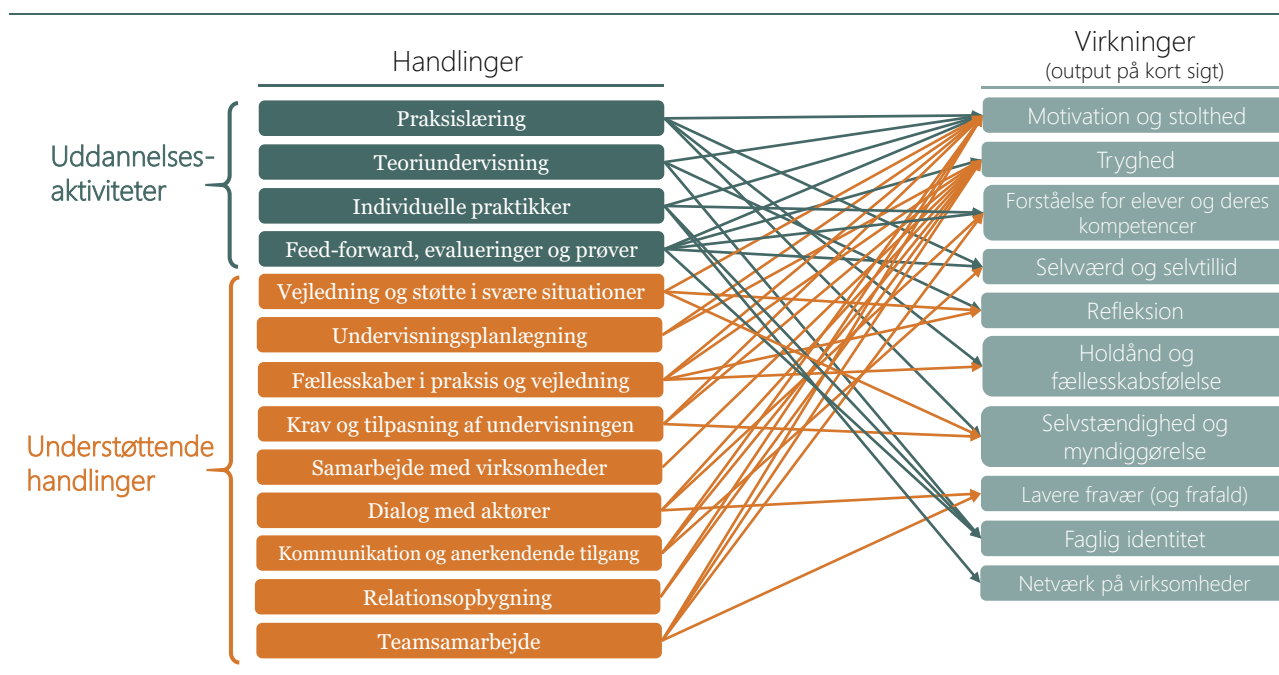 Handlinger
Virkninger
(output på kort sigt)
Uddannelses-
aktiviteter
Praksislæring
Teoriundervisning
Individuelle praktikker
Feed-forward, evalueringer og prøver
Understøttende
handlinger
Vejledning og støtte i svære situationer
Undervisningsplanlægning
Fællesskaber i praksis og vejledning
Krav og tilpasning af undervisningen
Samarbejde med virksomheder
Dialog med aktører
Kommunikation og anerkendende tilgang
Relationsopbygning
Teamsamarbejde
Motivation og stolthed
Tryghed
Forståelse for elever og deres
kompetencer
Selvværd og selvtillid
Refleksion
Holdånd og
fællesskabsfølelse
Selvstændighed og
myndiggørelse
Lavere fravær (og frafald)
Faglig identitet
Netværk på virksomheder